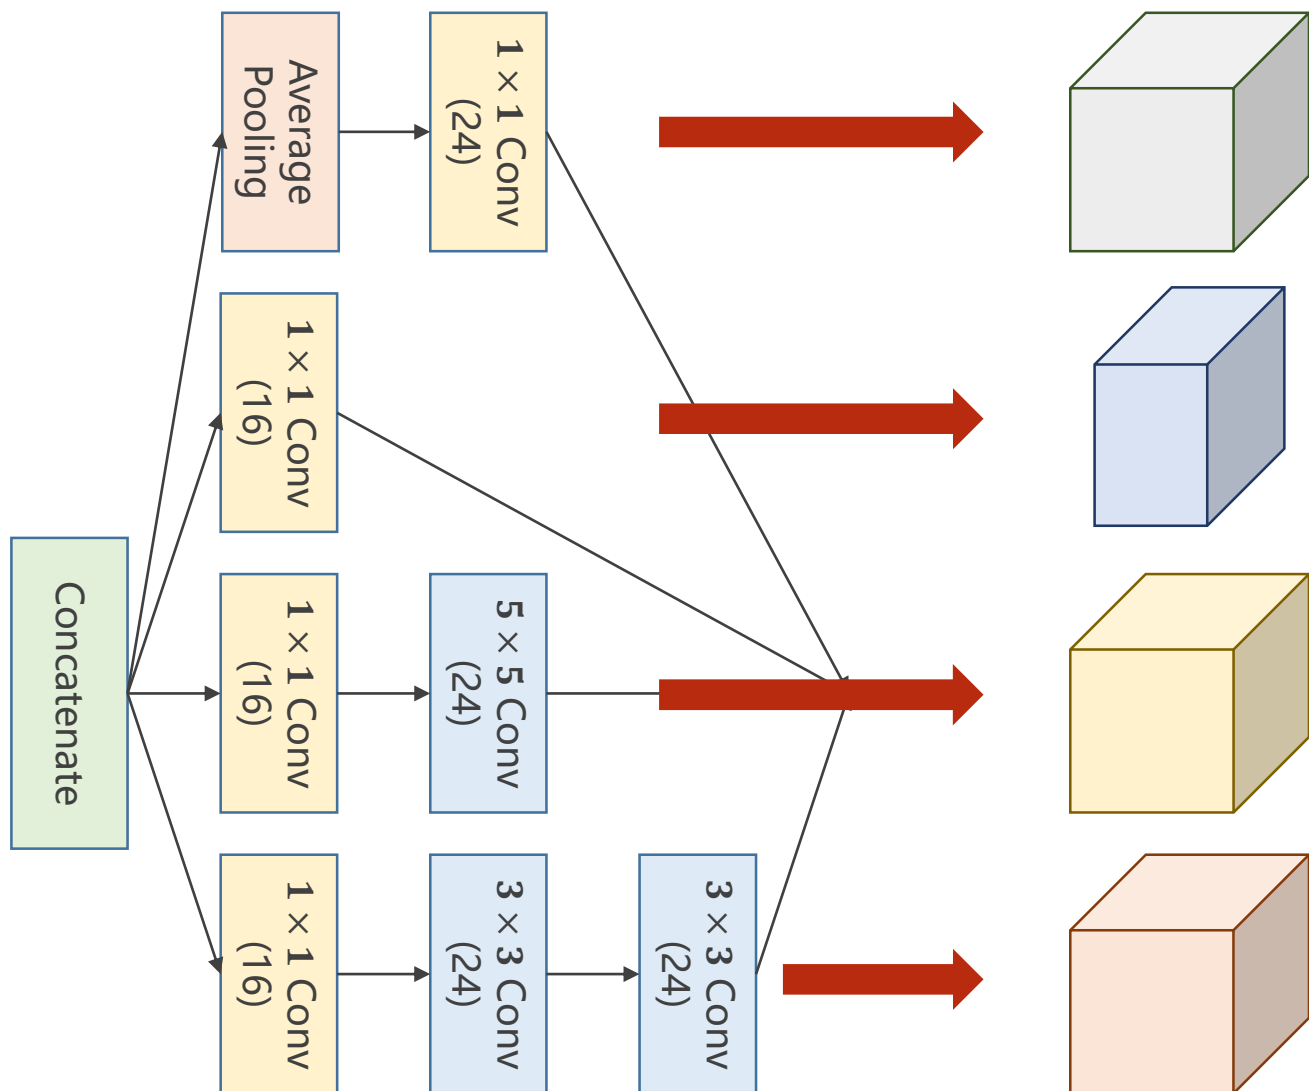 Average
Pooling
1 × 1 Conv
(24)
1 × 1 Conv
(16)
Concatenate
1 × 1 Conv
(16)
5 × 5 Conv
(24)
1 × 1 Conv
(16)
3 × 3 Conv
(24)
3 × 3 Conv
(24)